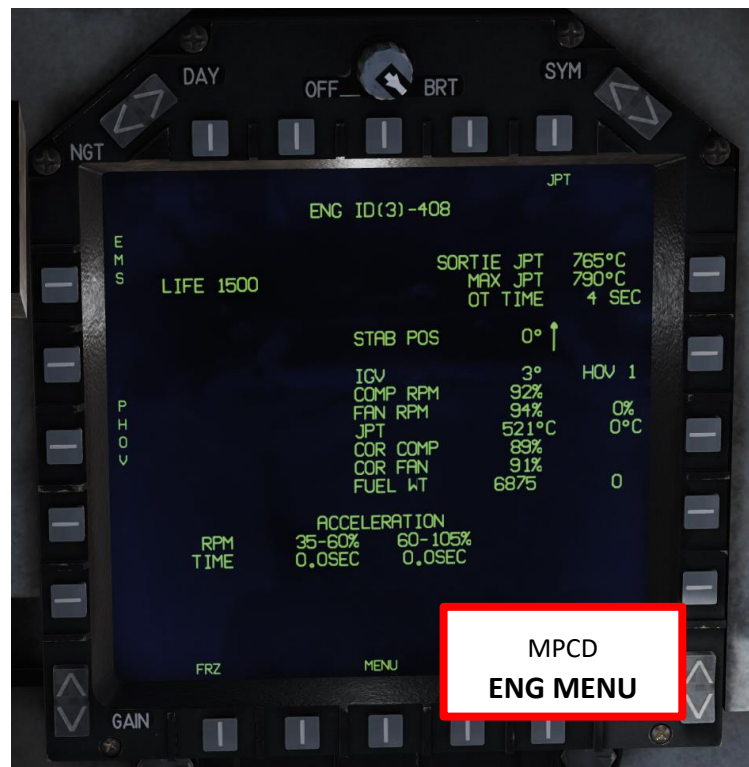 DAY
OFF
BRT
SYM
NGT
JPT
ENG ID(3)-408
EMS
SORTIE JPT 765°C
LIFE 1500
MAX JPT 790°C
OT TIME 4 SEC
STAB POS 0°
IGV 3° HOV 1
COMP RPM 92%
FAN RPM 94% 0%
JPT 521°C 0°C
PHOV
COR COMP 89%
COR FAN 91%
FUEL WT 6875 0
ACCELERATION
RPM 35-60% 60-105%
TIME 0.0SEC 0.0SEC
MPCD
ENG MENU
FRZ
MENU
GAIN